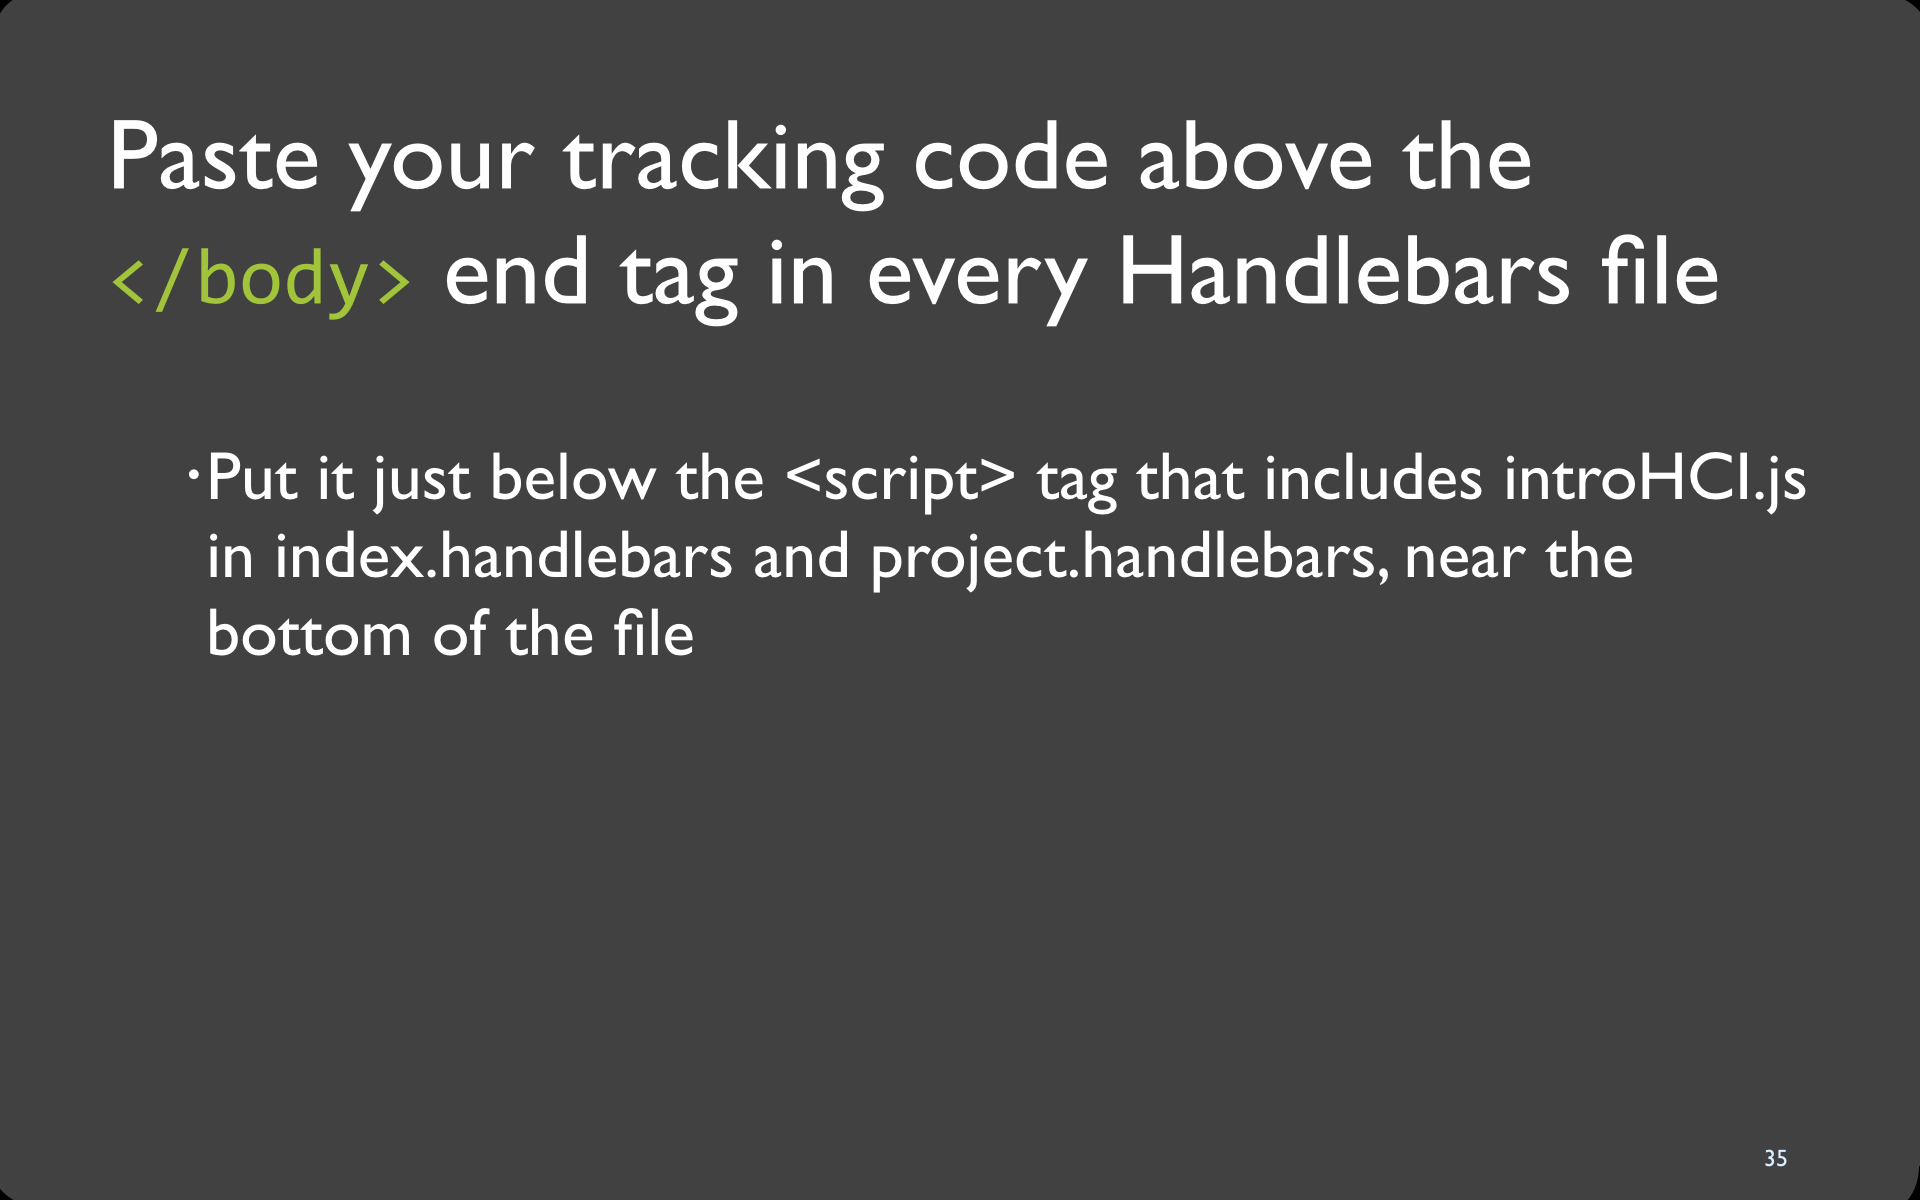 Paste your tracking code above the
</body> end tag in every Handlebars file
•Put it just below the <script> tag that includes introHCI.js
in index.handlebars and project.handlebars, near the
bottom of the file
35